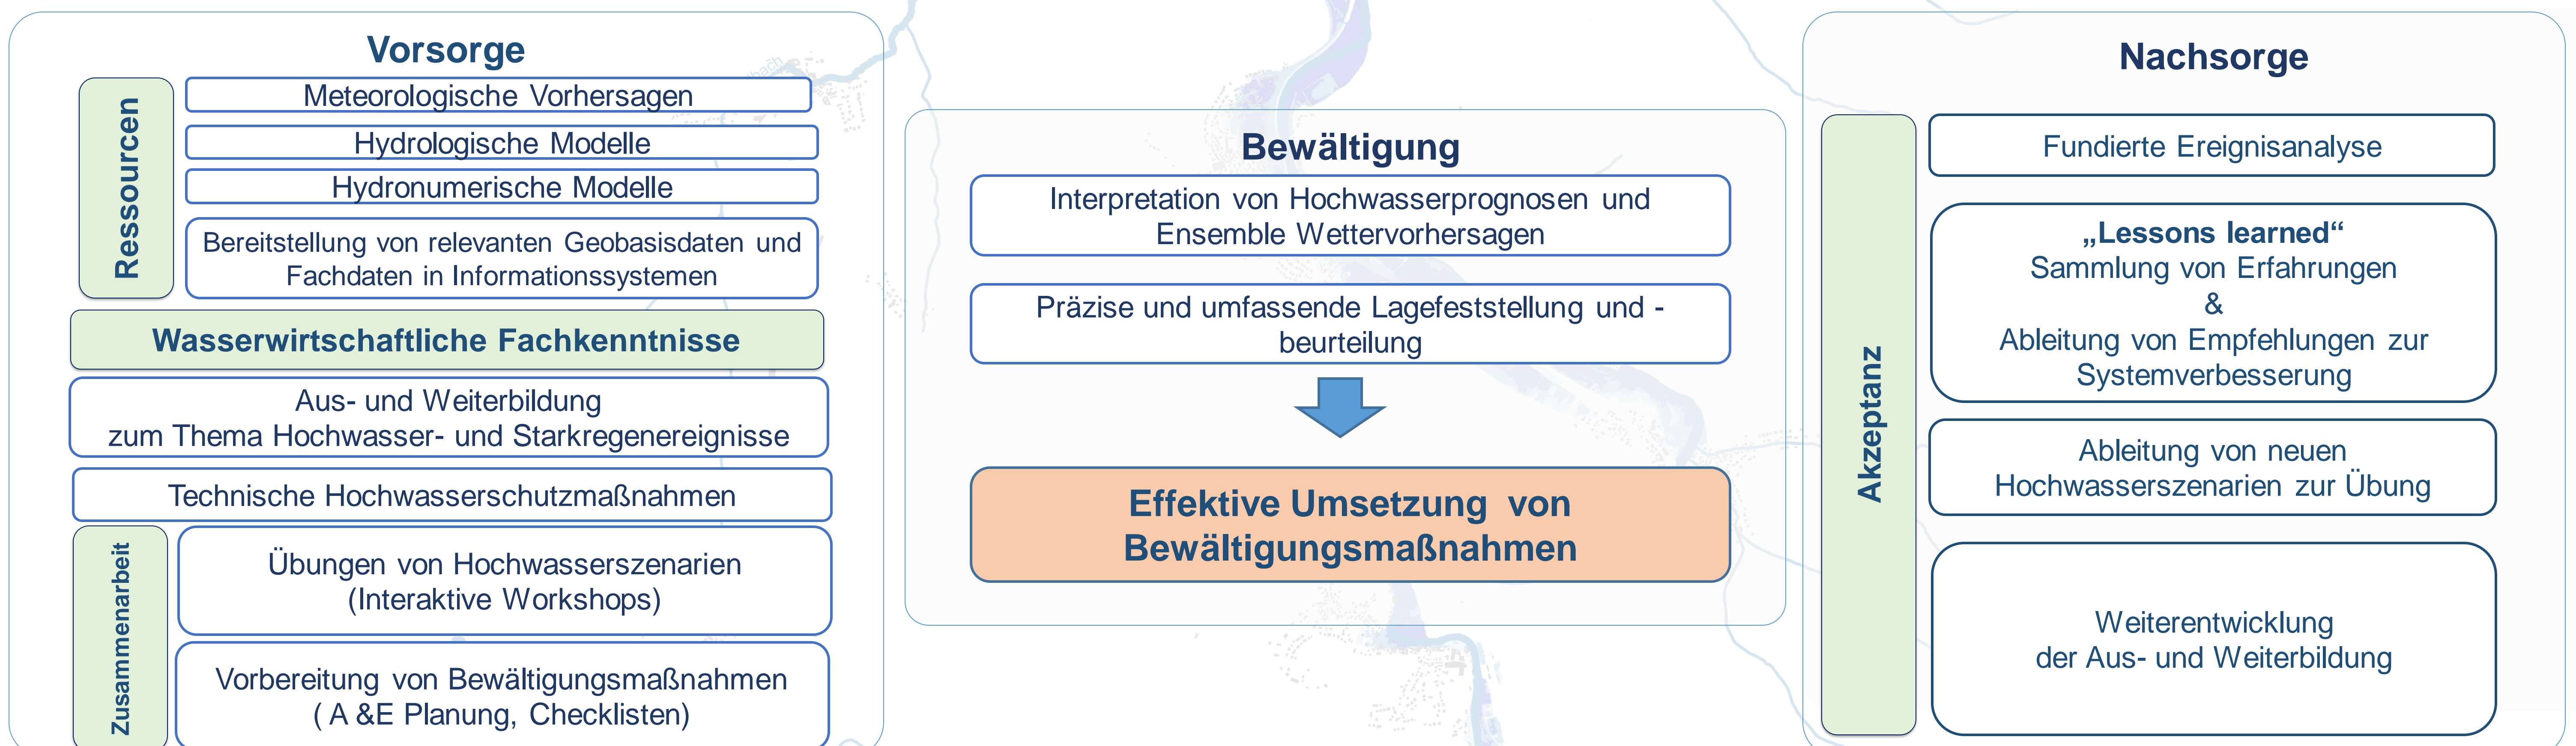 Vorsorge
Ressourcen
Meteorologische Vorhersagen
Hydrologische Modelle
Hydronumerische Modelle
Bereitstellung von relevanten Geobasisdaten und
Fachdaten in Informationssystemen
Wasserwirtschaftliche Fachkenntnisse
Aus- und Weiterbildung
zum Thema Hochwasser- und Starkregenereignisse
Technische Hochwasserschutzmaßnahmen
Zusammenarbeit
Übungen von Hochwasserszenarien
(Interaktive Workshops)
Vorbereitung von Bewältigungsmaßnahmen
( A &E Planung, Checklisten)
Bewältigung
Interpretation von Hochwasserprognosen und
Ensemble Wettervorhersagen
Präzise und umfassende Lagefeststellung und -
beurteilung
Effektive Umsetzung von
Bewältigungsmaßnahmen
Nachsorge
Akzeptanz
Fundierte Ereignisanalyse
„Lessons learned“
Sammlung von Erfahrungen
&
Ableitung von Empfehlungen zur
Systemverbesserung
Ableitung von neuen
Hochwasserszenarien zur Übung
Weiterentwicklung
der Aus- und Weiterbildung